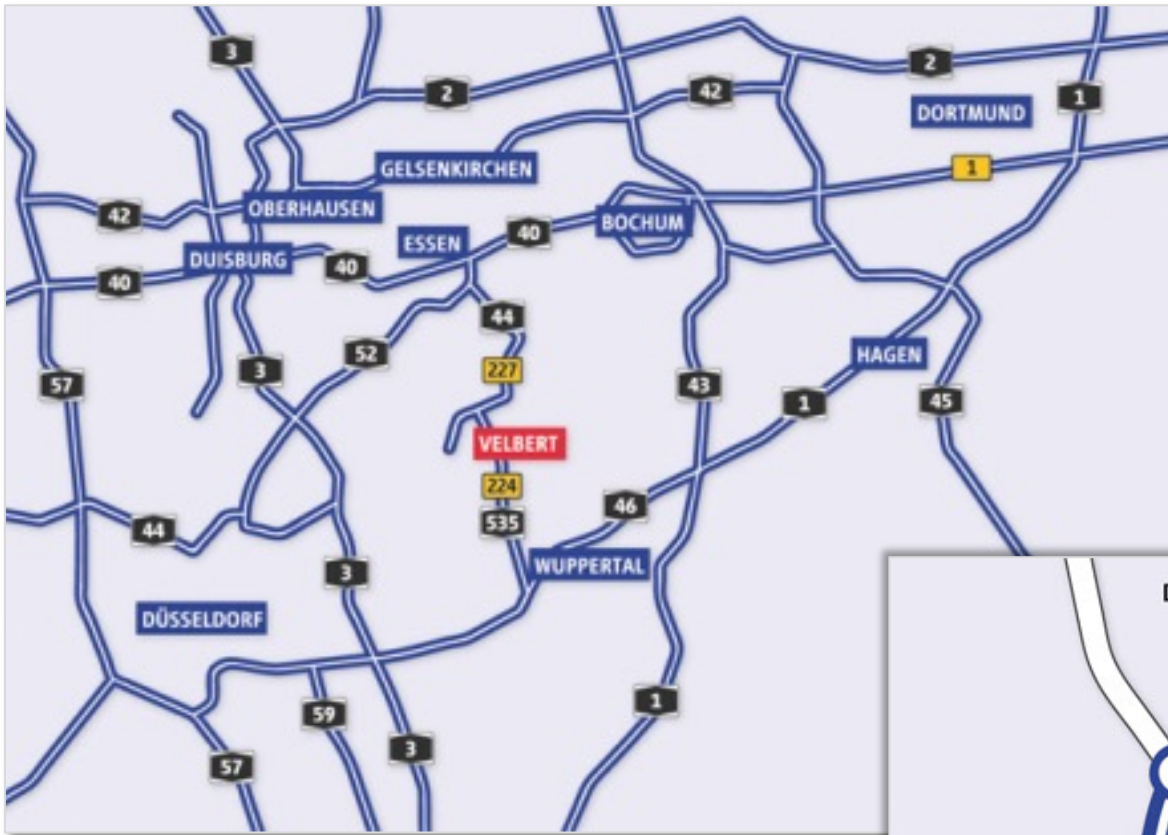 3
2
42
2
1
DORTMUND
GELSENKIRCHEN
1
OBERHAUSEN
42
BOCHUM
40
ESSEN
DUISBURG
40
40
44
52
HAGEN
227
3
57
43
1
45
VELBERT
224
46
535
44
WUPPERTAL
3
DÜSSELDORF
1
59
3
57